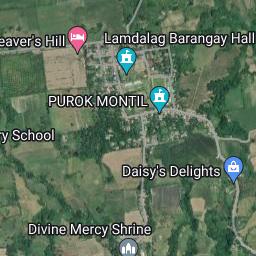 eaver's Hill
Lamdalag Barangay Hall
PUROK MONTIL
ry School
Daisy's Delights
Divine Mercy Shrine